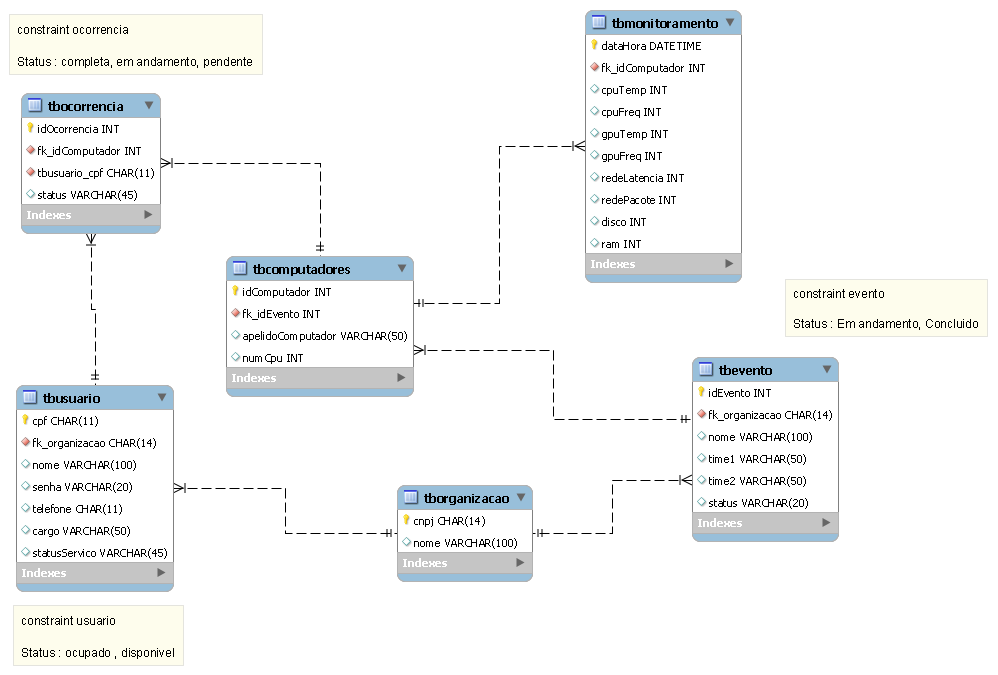 constraint ocorrencia
Status : completa, em andamento, pendente
tbocorrencia
idOcorrencia INT
fk_idComputador INT
tbusuario_cpf CHAR(11)
status VARCHAR(45)
Indexes
tbmonitoramento
dataHora DATETIME
fk_idComputador INT
cpuTemp INT
cpuFreq INT
gpuTemp INT
gpuFreq INT
redeLatencia INT
redePacote INT
disco INT
ram INT
Indexes
tbcomputadores
idComputador INT
fk_idEvento INT
apelidoComputador VARCHAR(50)
numCpu INT
Indexes
constraint evento
Status : Em andamento, Concluido
tbevento
idEvento INT
fk_organizacao CHAR(14)
nome VARCHAR(100)
time1 VARCHAR(50)
time2 VARCHAR(50)
status VARCHAR(20)
Indexes
tbusuario
cpf CHAR(11)
fk_organizacao CHAR(14)
nome VARCHAR(100)
senha VARCHAR(20)
telefone CHAR(11)
cargo VARCHAR(50)
statusServico VARCHAR(45)
Indexes
tborganizacao
cnpj CHAR(14)
nome VARCHAR(100)
Indexes
constraint usuario
Status : ocupado , disponivel